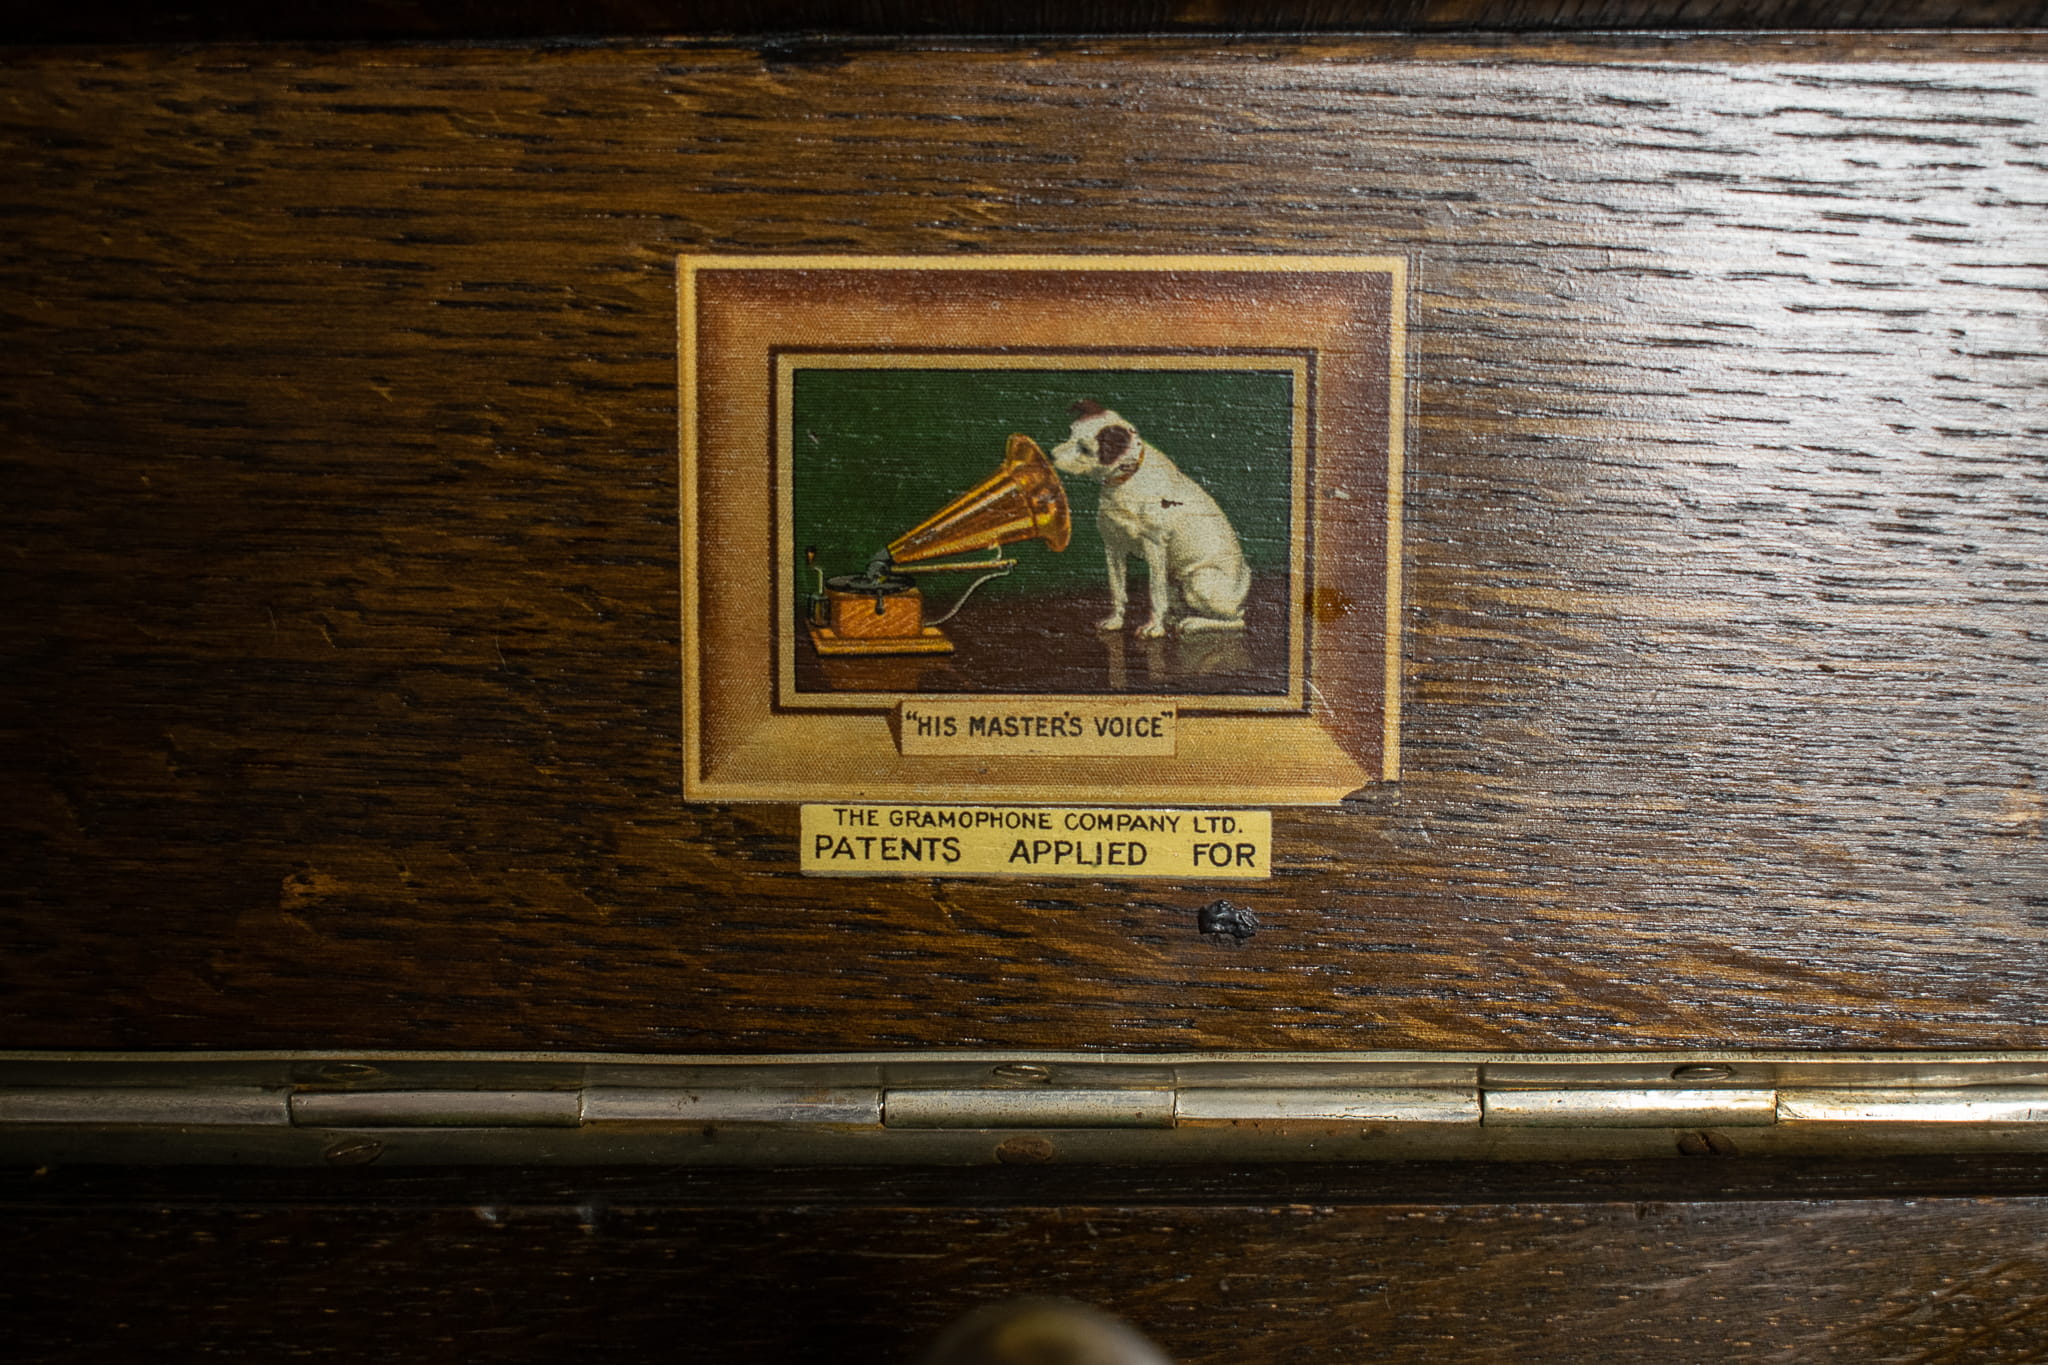 "HIS MASTER'S VOICE"
THE GRAMOPHONE COMPANY LTD.
PATENTS APPLIED FOR